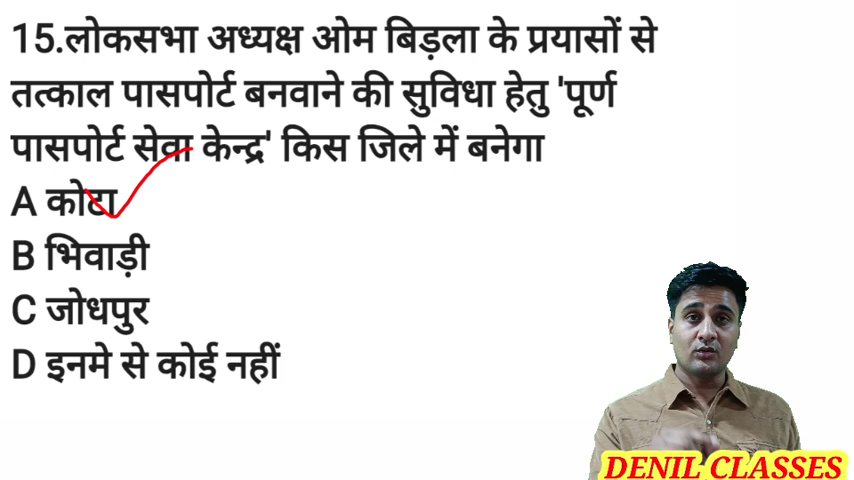 15.लोकसभा अध्यक्ष ओम बिड़ला के प्रयासों से
तत्काल पासपोर्ट बनवाने की सुविधा हेतु 'पूर्ण
पासपोर्ट सेवा केन्द्र' किस जिले में बनेगा
A कोटा
B भिवाड़ी
C जोधपुर
D इनमे से कोई नहीं
DENIL CLASSES